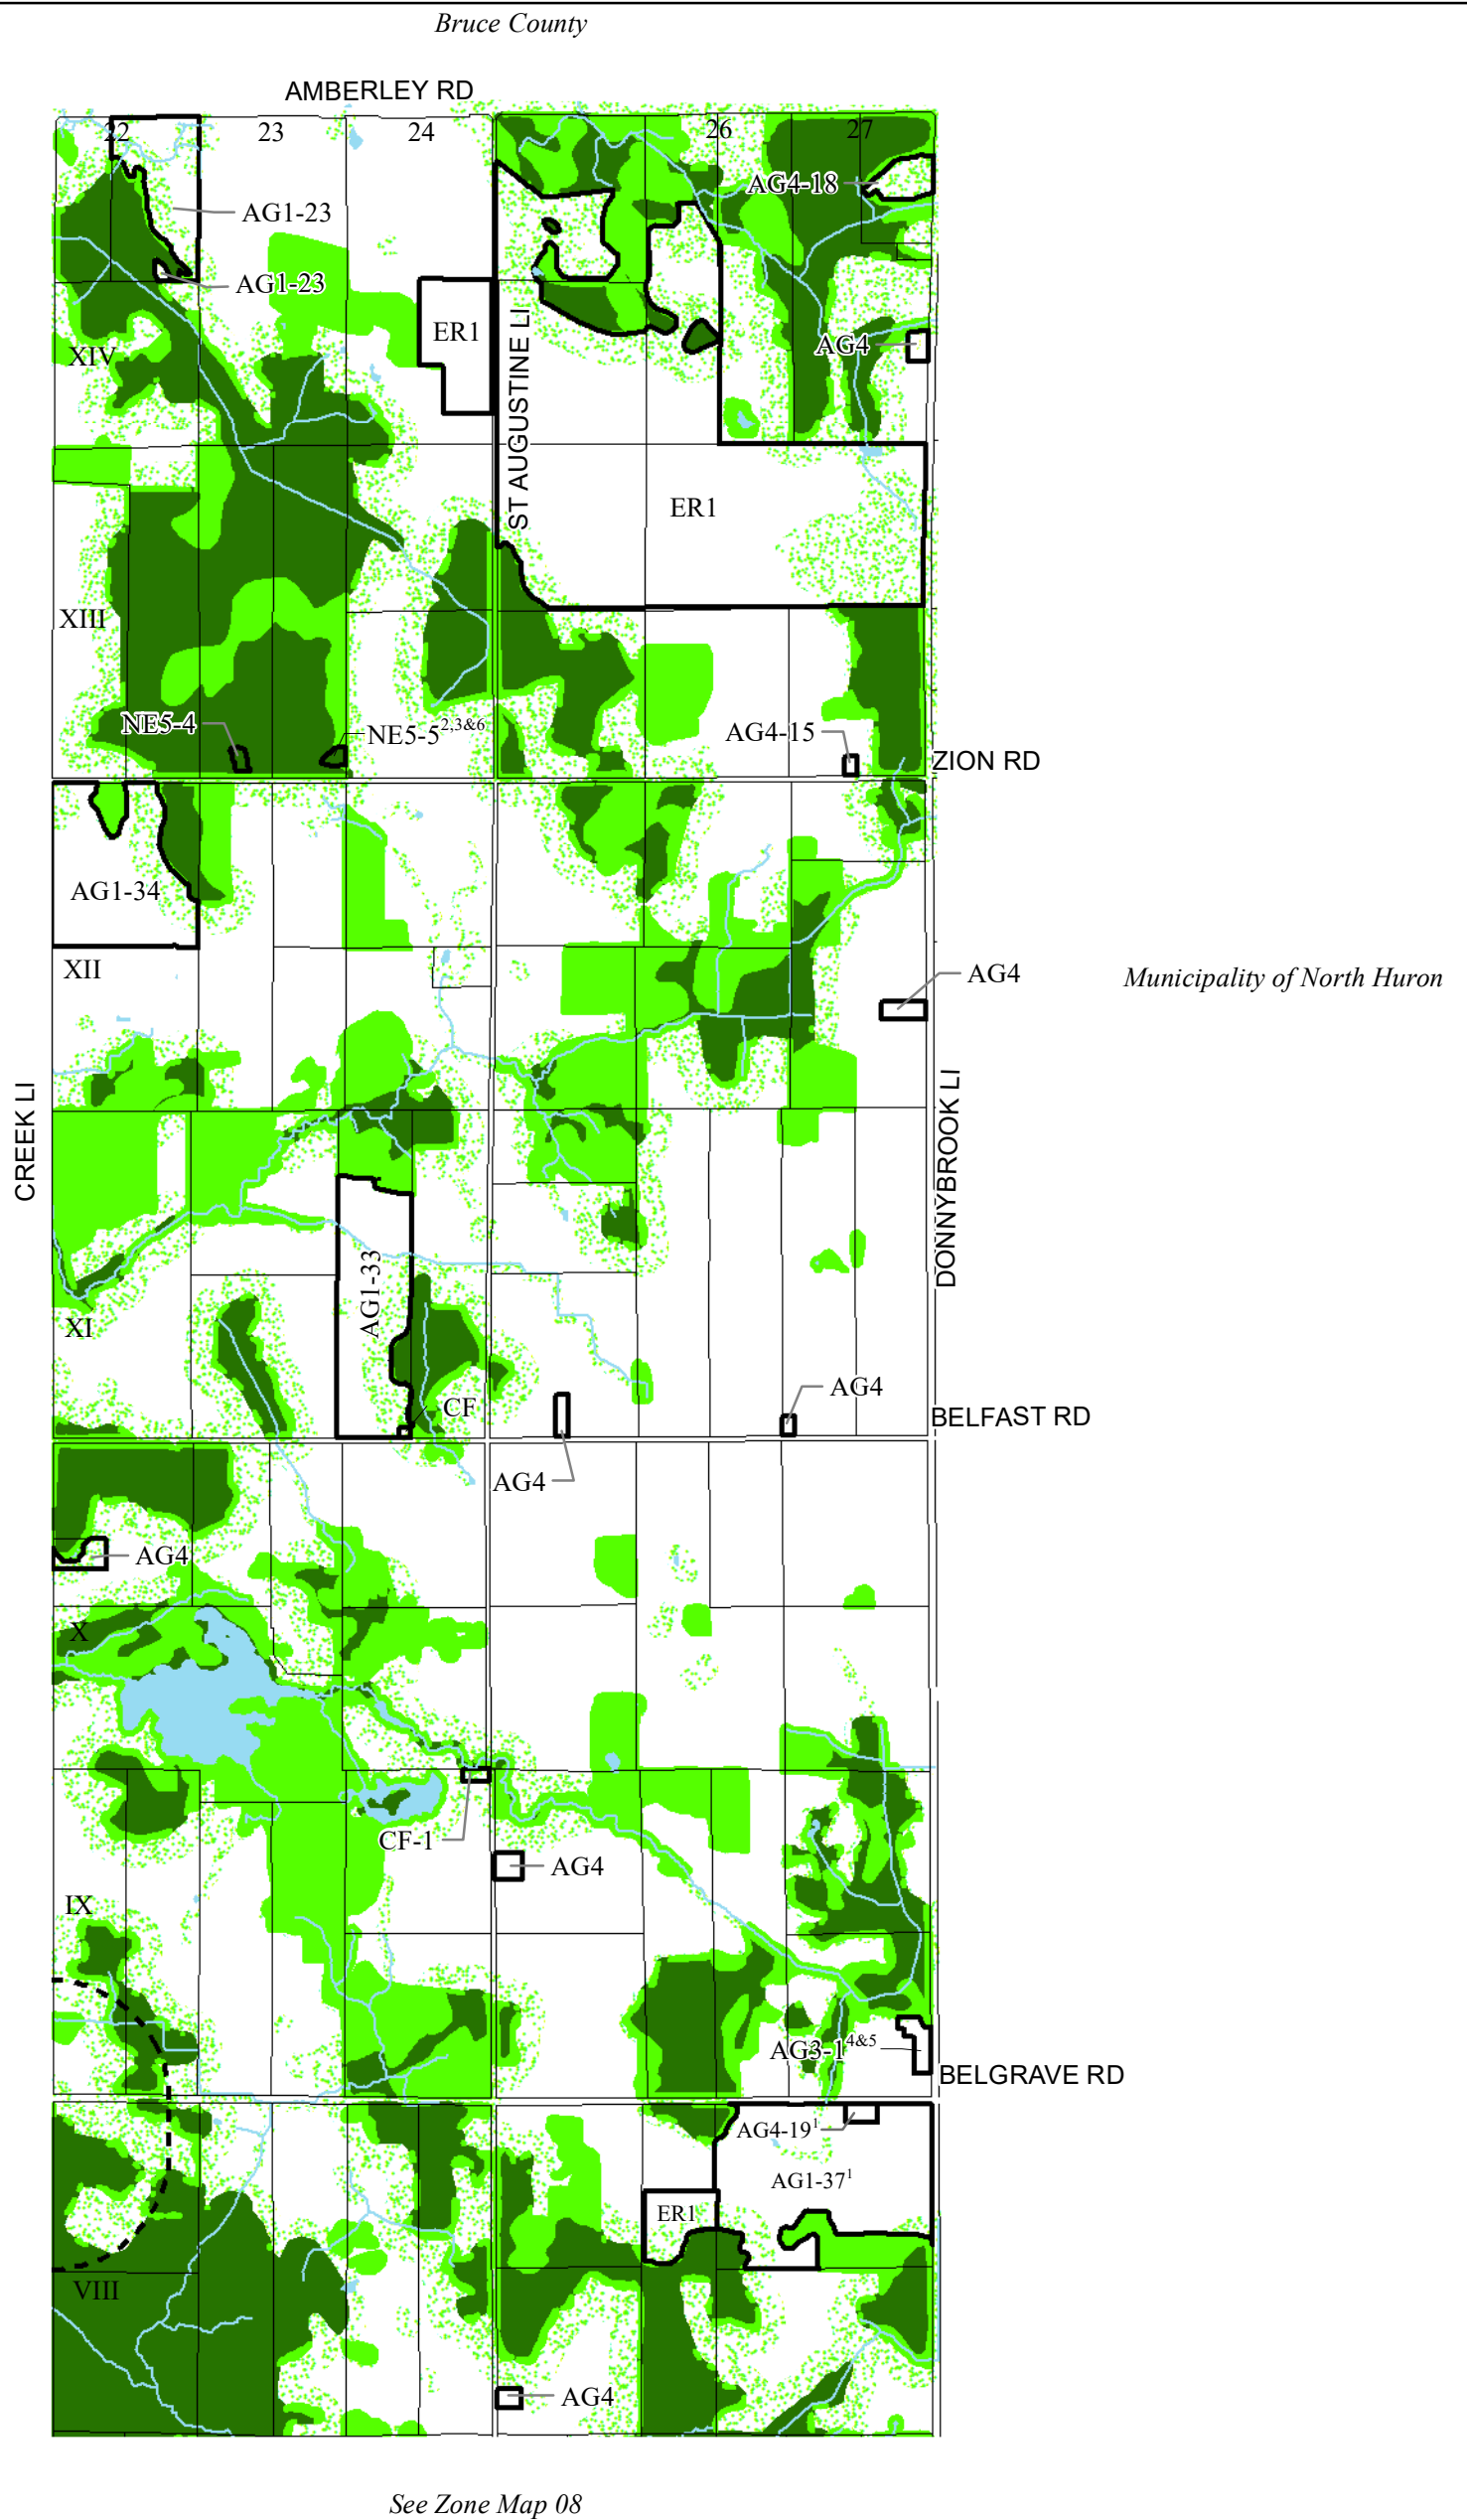 Bruce County
AMBERLEY RD
22
23
24
26
27
AG4-18
AG1-23
AG1-23
ER1
AG4
XIV
ST AUGUSTINE LI
ER1
XIII
NE5-4
NE5-5 2,3&6
AG4-15
ZION RD
AG1-34
XII
AG4
Municipality of North Huron
CREEK LI
DONNYBROOK LI
AG1-33
XI
AG4
CF
BELFAST RD
AG4
AG4
X
CF-1
AG4
IX
AG3-1 4&5
BELGRAVE RD
AG4-19 1
AG1-37 1
ER1
VIII
AG4
See Zone Map 08